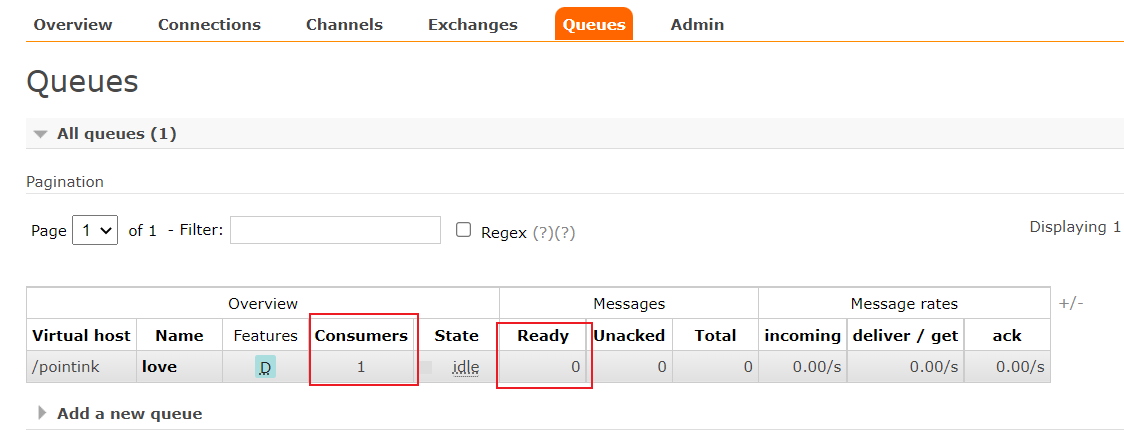 Overview Connections Channels Exchanges Queues Admin
Queues
All queues (1)
Pagination
Page 1 of 1 - Filter: Regex (?)(?) Displaying 1
Overview Messages Message rates +/-
Virtual host Name Features Consumers State Ready Unacked Total incoming deliver / get ack
/pointink love D 1 idle 0 0 0 0.00/s 0.00/s 0.00/s
Add a new queue